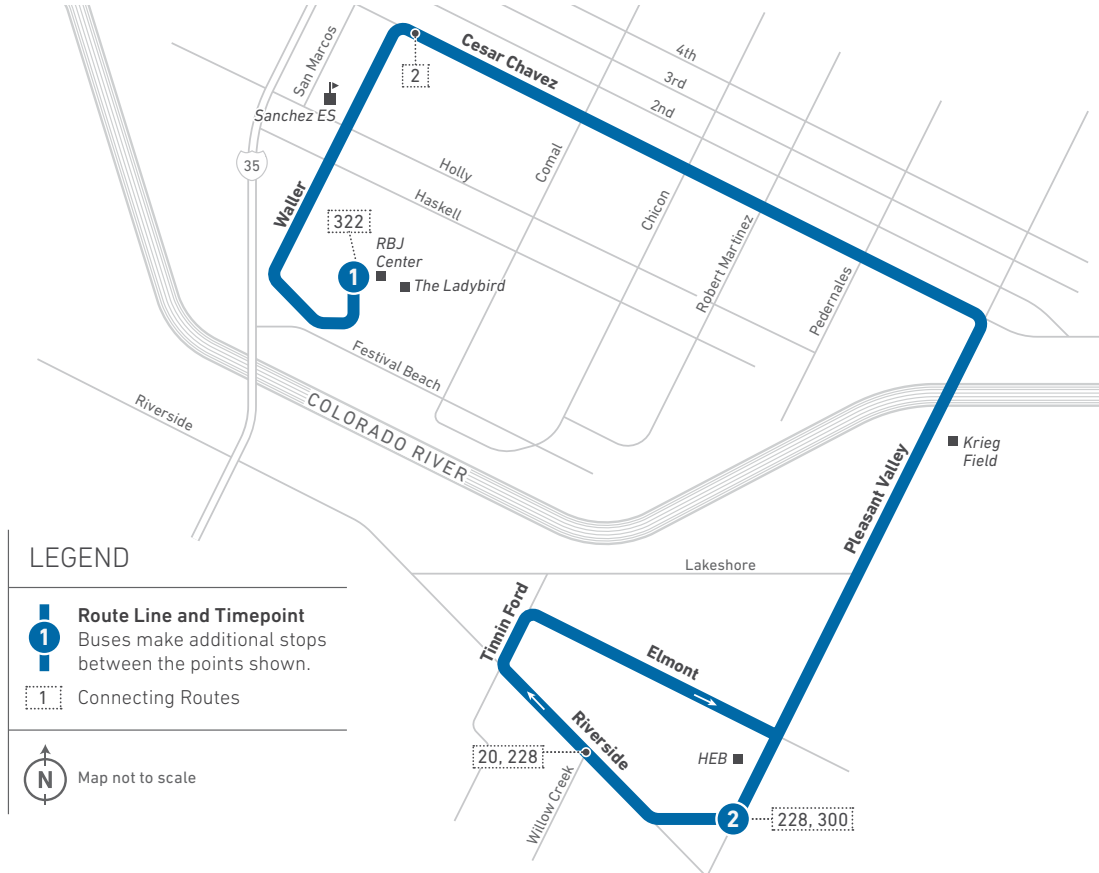 San Marcos
Cesar Chavez
4th
3rd
2nd
2
Sanchez ES
35
Holly
Haskell
Comal
Chicon
Robert Martinez
Pedernales
Waller
322
1
RBJ
Center
The Ladybird
Festival Beach
Riverside
COLORADO RIVER
Krieg
Field
Pleasant Valley
Lakeshore
Tinnin Ford
Elmont
Riverside
20, 228
Willow Creek
HEB
2
228, 300
LEGEND
1
Route Line and Timepoint
Buses make additional stops
between the points shown.
1
Connecting Routes
N
Map not to scale